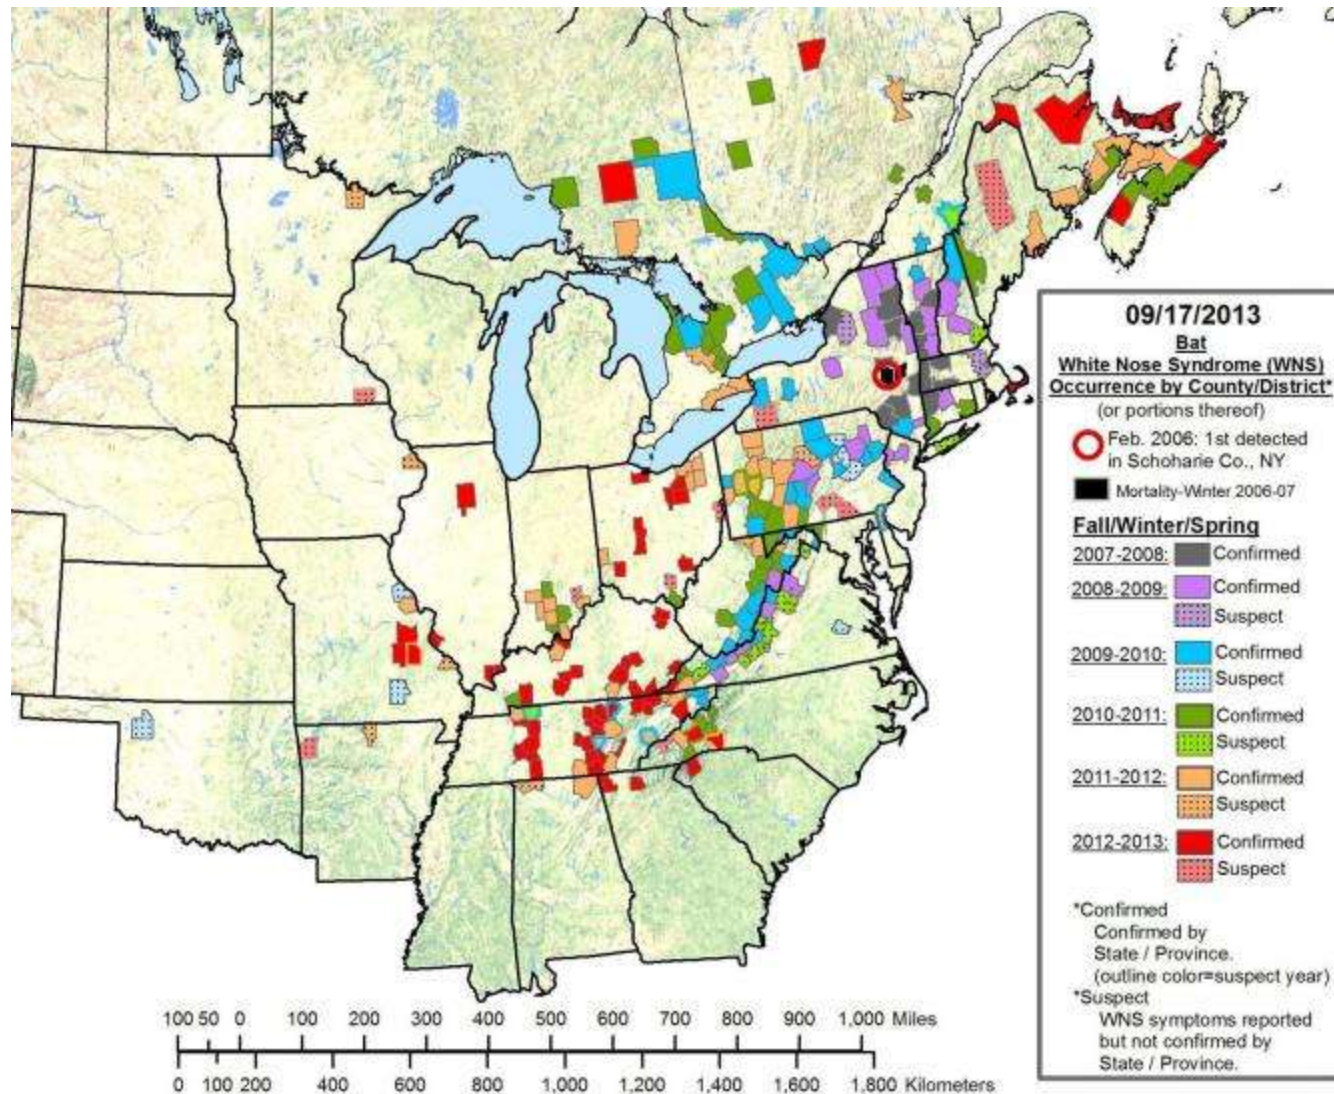 09/17/2013
Bat
White Nose Syndrome (WNS)
Occurrence by County/District*
(or portions thereof)
Feb. 2006: 1st detected
in Schoharie Co., NY
Mortality-Winter 2006-07
Fall/Winter/Spring
2007-2008: Confirmed
2008-2009: Confirmed
Suspect
2009-2010: Confirmed
Suspect
2010-2011: Confirmed
Suspect
2011-2012: Confirmed
Suspect
2012-2013: Confirmed
Suspect
*Confirmed
Confirmed by
State / Province.
(outline color=suspect year)
*Suspect
WNS symptoms reported
but not confirmed by
State / Province.
100 50 0 100 200 300 400 500 600 700 800 900 1,000 Miles
0 100 200 400 600 800 1,000 1,200 1,400 1,600 1,800 Kilometers